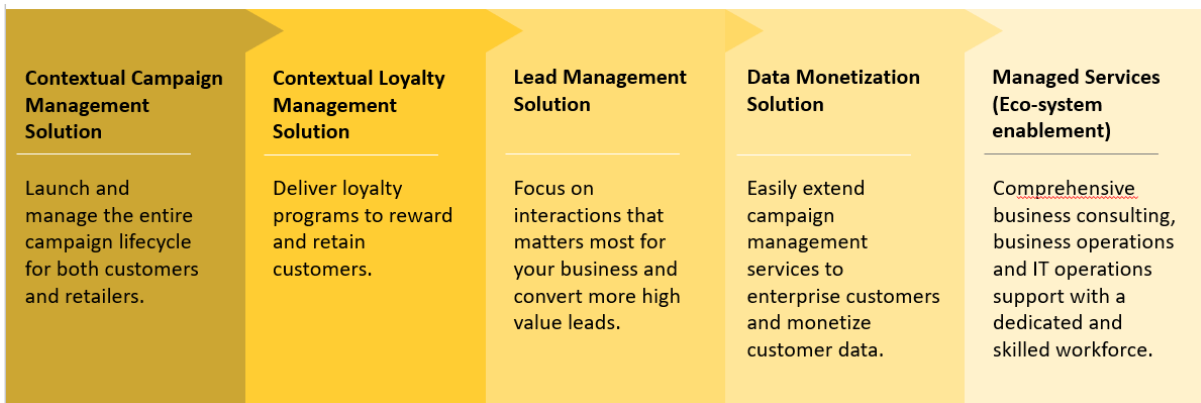 Contextual Campaign
Management
Solution
Launch and
manage the entire
campaign lifecycle
for both customers
and retailers.
Contextual Loyalty
Management
Solution
Deliver loyalty
programs to reward
and retain
customers.
Lead Management
Solution
Focus on
interactions that
matters most for
your business and
convert more high
value leads.
Data Monetization
Solution
Easily extend
campaign
management
services to
enterprise customers
and monetize
customer data.
Managed Services
(Eco-system
enablement)
Comprehensive
business consulting,
business operations
and IT operations
support with a
dedicated and
skilled workforce.